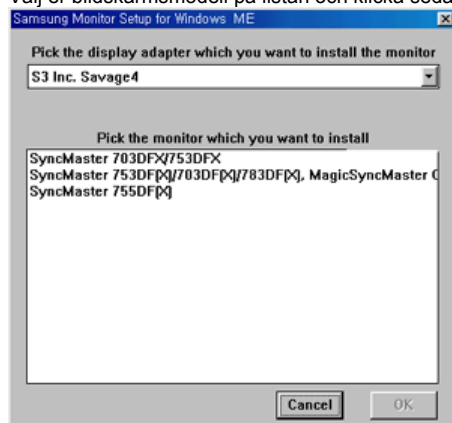 Välj er bildskärmsmodell på listan och klicka seda
Samsung Monitor Setup for Windows ME
Pick the display adapter which you want to install the monitor
S3 Inc. Savage4
Pick the monitor which you want to install
SyncMaster 703DFX/753DFX
SyncMaster 753DF[X]/703DF[X]/783DF[X], MagicSyncMaster
SyncMaster 755DF[X]
Cancel
OK